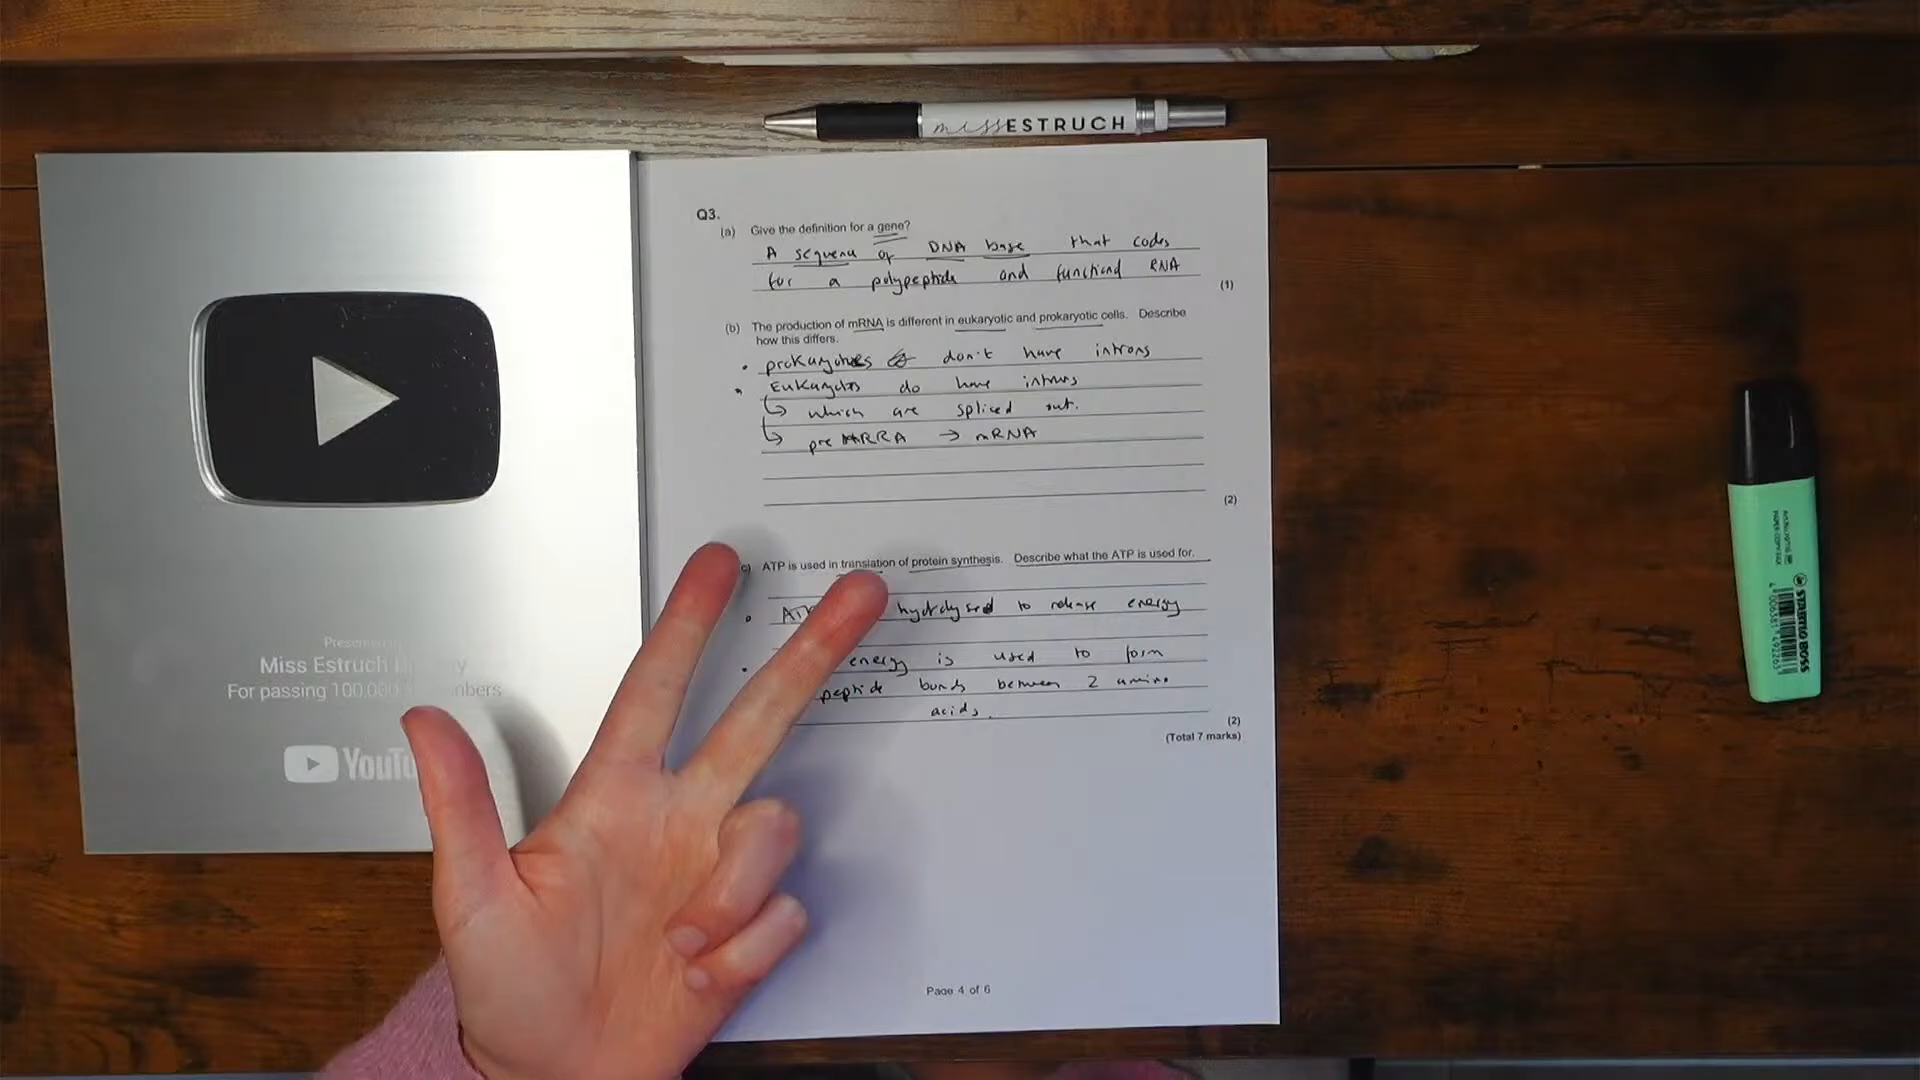 miss ESTRUCH
Q3.
(a) Give the definition for a gene?
A sequence of DNA base that codes
for a polypeptide and functional RNA
(1)
(b) The production of mRNA is different in eukaryotic and prokaryotic cells. Describe
how this differs.
• prokaryotes don't have introns
• Eukaryotes do have introns
↳ which are spliced out.
↳ pre → mRNA
(2)
c) ATP is used in translation of protein synthesis. Describe what the ATP is used for.
• hydrolysed to release energy
• energy is used to form
peptide bonds between 2 amino
acids.
(2)
(Total 7 marks)
Page 4 of 6
Presented
Miss Estruch
For passing 100,000
YouTu
STABILO BOSS